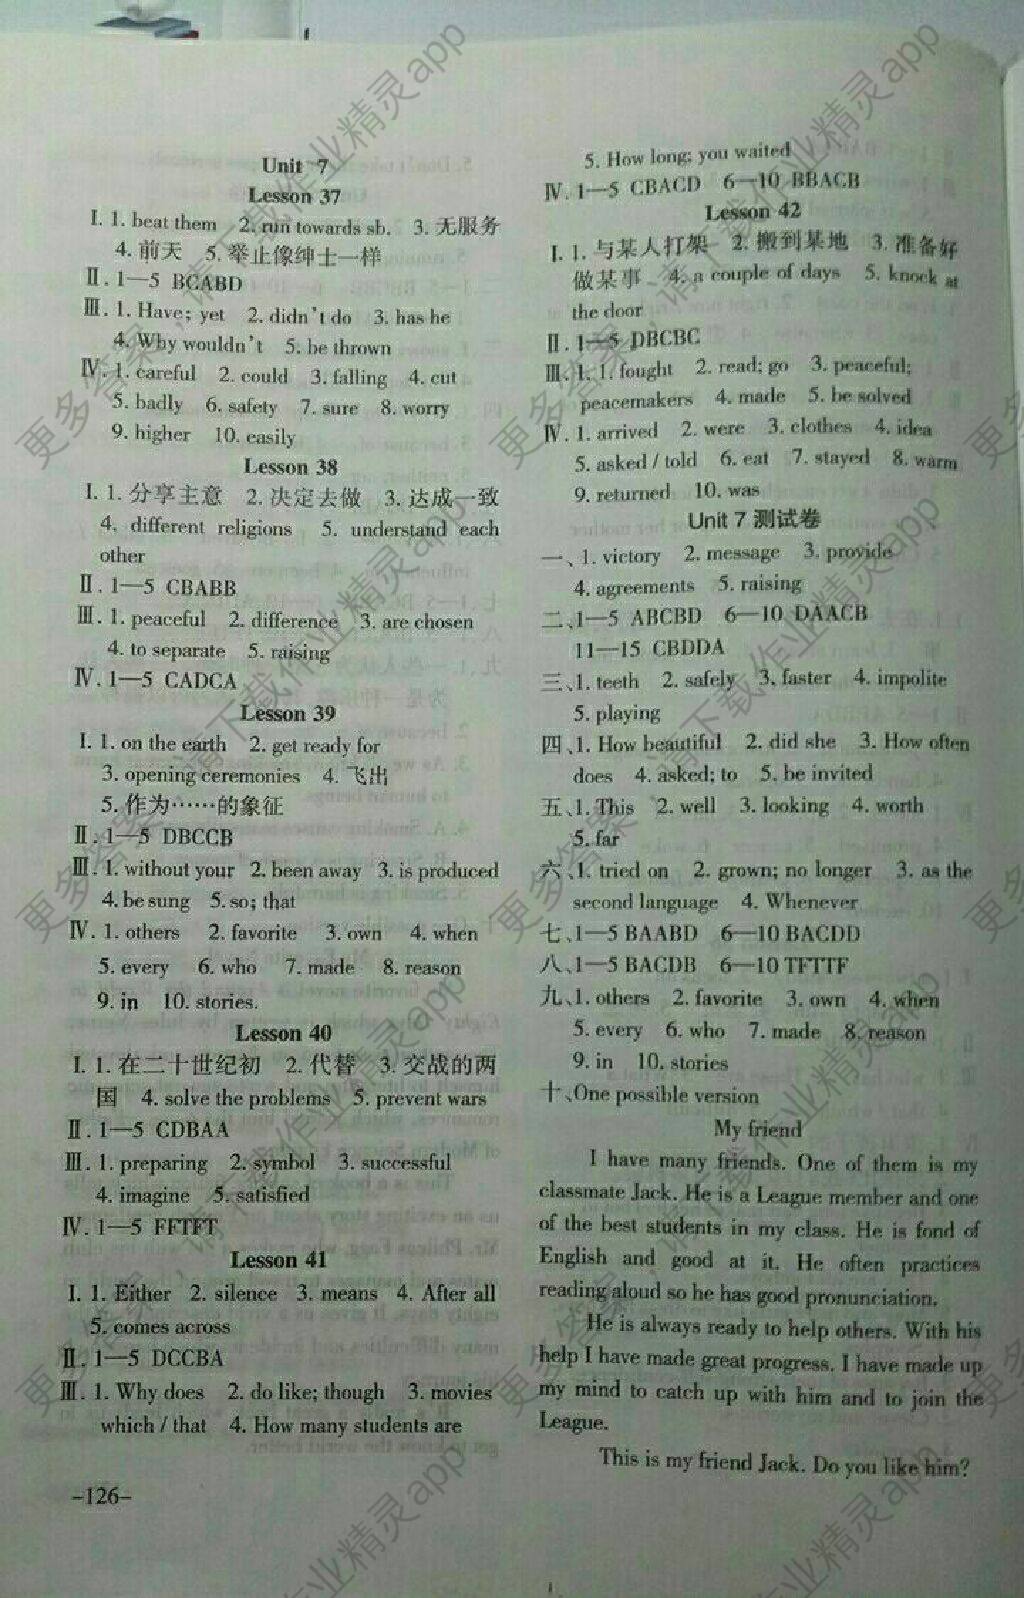 Unit 7
Lesson 37
Ⅰ. 1. beat them 2. run towards sb. 3. 无服务
4. 前天 5. 举止像绅士一样
Ⅱ. 1—5 BCABD
Ⅲ. 1. Have; yet 2. didn't do 3. has he
4. Why wouldn't 5. be thrown
Ⅳ. 1. careful 2. could 3. falling 4. cut
5. badly 6. safety 7. sure 8. worry
9. higher 10. easily
Lesson 38
Ⅰ. 1. 分享主意 2. 决定去做 3. 达成一致
4. different religions 5. understand each
other
Ⅱ. 1—5 CBABB
Ⅲ. 1. peaceful 2. difference 3. are chosen
4. to separate 5. raising
Ⅳ. 1—5 CADCA
Lesson 39
Ⅰ. 1. on the earth 2. get ready for
3. opening ceremonies 4. 飞出
5. 作为……的象征
Ⅱ. 1—5 DBCCB
Ⅲ. 1. without your 2. been away 3. is produced
4. be sung 5. so; that
Ⅳ. 1. others 2. favorite 3. own 4. when
5. every 6. who 7. made 8. reason
9. in 10. stories.
Lesson 40
Ⅰ. 1. 在二十世纪初 2. 代替 3. 交战的两
国 4. solve the problems 5. prevent wars
Ⅱ. 1—5 CDBAA
Ⅲ. 1. preparing 2. symbol 3. successful
4. imagine 5. satisfied
Ⅳ. 1—5 FFTFT
Lesson 41
Ⅰ. 1. Either 2. silence 3. means 4. After all
5. comes across
Ⅱ. 1—5 DCCBA
Ⅲ. 1. Why does 2. do like; though 3. movies
which / that 4. How many students are
-126-
5. How long; you waited
Ⅳ. 1—5 CBACD 6—10 BBACB
Lesson 42
Ⅰ. 1. 与某人打架 2. 搬到某地 3. 准备好
做某事 4. a couple of days 5. knock at
the door
Ⅱ. 1—5 DBCBC
Ⅲ. 1. 1. fought 2. read; go 3. peaceful;
peacemakers 4. made 5. be solved
Ⅳ. 1. arrived 2. were 3. clothes 4. idea
5. asked / told 6. eat 7. stayed 8. warm
9. returned 10. was
Unit 7 测试卷
一、1. victory 2. message 3. provide
4. agreements 5. raising
二、1—5 ABCBD 6—10 DAACB
11—15 CBDDA
三、1. teeth 2. safely 3. faster 4. impolite
5. playing
四、1. How beautiful 2. did she 3. How often
does 4. asked; to 5. be invited
五、1. This 2. well 3. looking 4. worth
5. far
六、1. tried on 2. grown; no longer 3. as the
second language 4. Whenever
七、1—5 BAABD 6—10 BACDD
八、1—5 BACDB 6—10 TFTTF
九、1. others 2. favorite 3. own 4. when
5. every 6. who 7. made 8. reason
9. in 10. stories
十、One possible version
My friend
I have many friends. One of them is my
classmate Jack. He is a League member and one
of the best students in my class. He is fond of
English and good at it. He often practices
reading aloud so he has good pronunciation.
He is always ready to help others. With his
help I have made great progress. I have made up
my mind to catch up with him and to join the
League.
This is my friend Jack. Do you like him?
更多答案，请下载作业精灵app